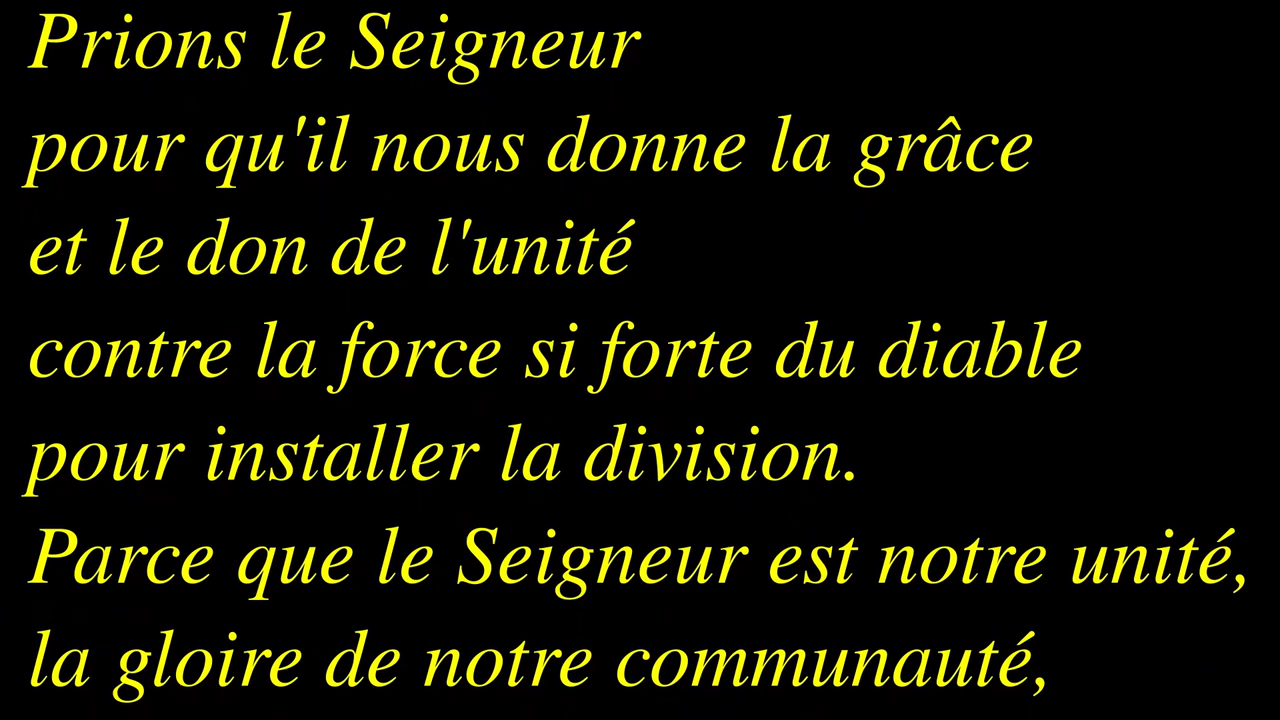 Prions le Seigneur
pour qu'il nous donne la grâce
et le don de l'unité
contre la force si forte du diable
pour installer la division.
Parce que le Seigneur est notre unité,
la gloire de notre communauté,